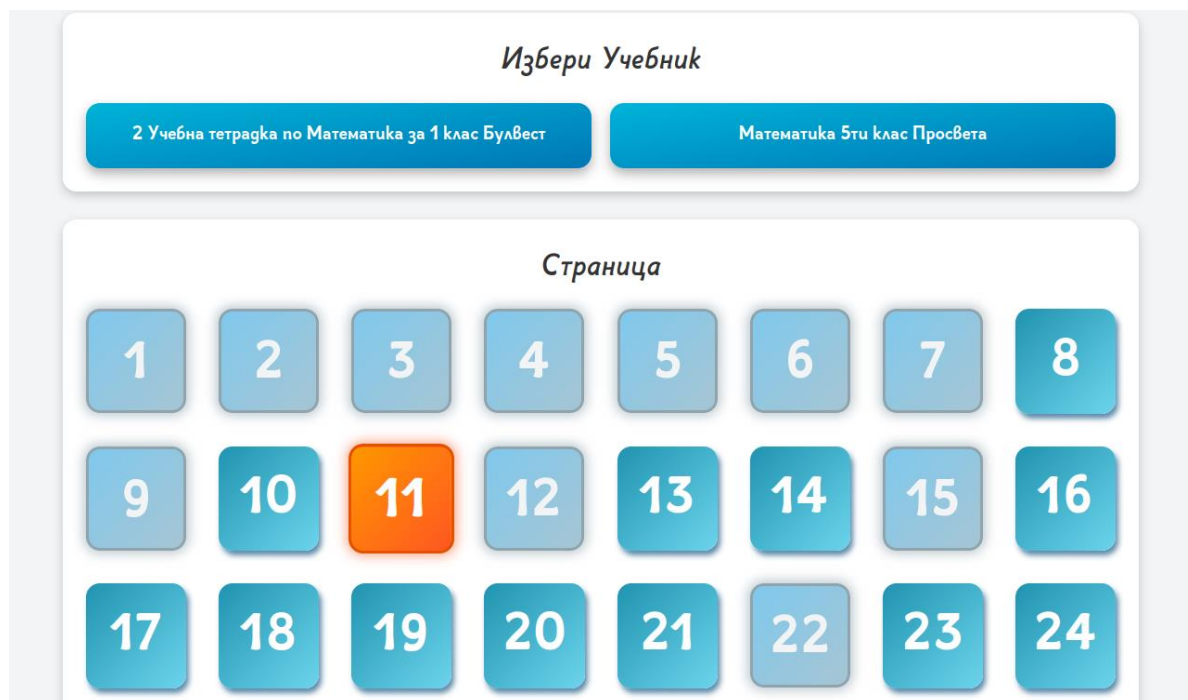 Избери Учебник
2 Учебна тетрадка по Математика за 1 клас Булвест
Математика 5ти клас Просвета
Страница
1 2 3 4 5 6 7 8
9 10 11 12 13 14 15 16
17 18 19 20 21 22 23 24